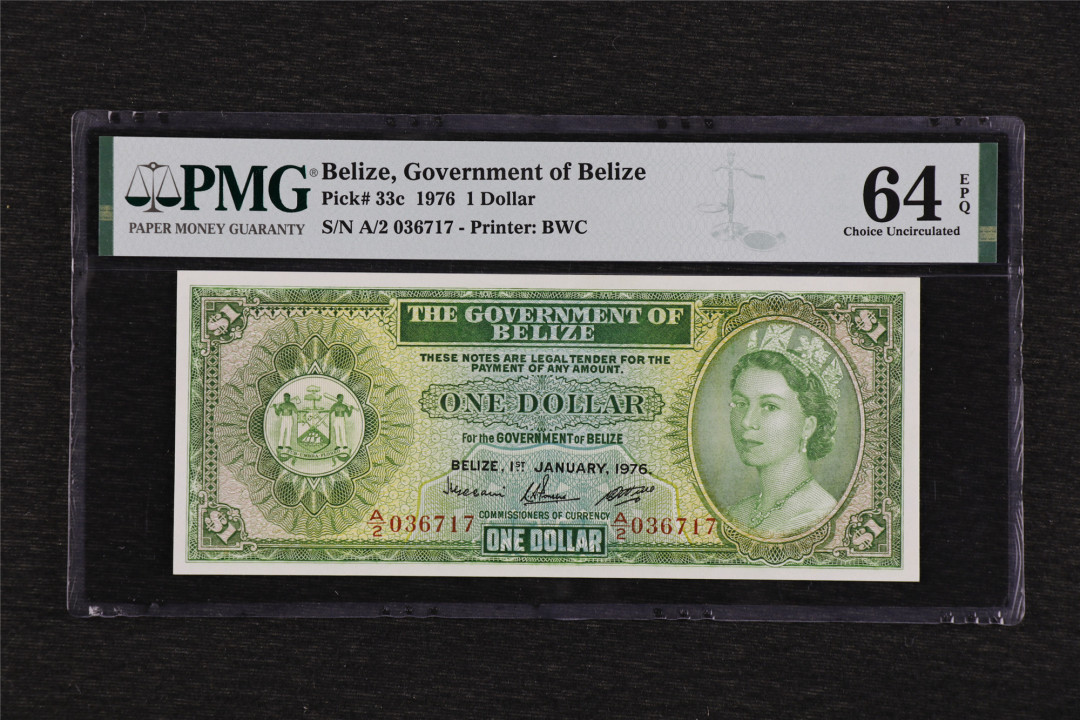 PMG®
PAPER MONEY GUARANTY
Belize, Government of Belize
Pick# 33c 1976 1 Dollar
S/N A/2 036717 - Printer: BWC
64 EPQ
Choice Uncirculated
$1
$1
THE GOVERNMENT OF
BELIZE
THESE NOTES ARE LEGAL TENDER FOR THE
PAYMENT OF ANY AMOUNT.
ONE DOLLAR
For the GOVERNMENT OF BELIZE
BELIZE, 1ST JANUARY, 1976.
A/2 036717
COMMISSIONERS OF CURRENCY
A/2 036717
$1
ONE DOLLAR
$1